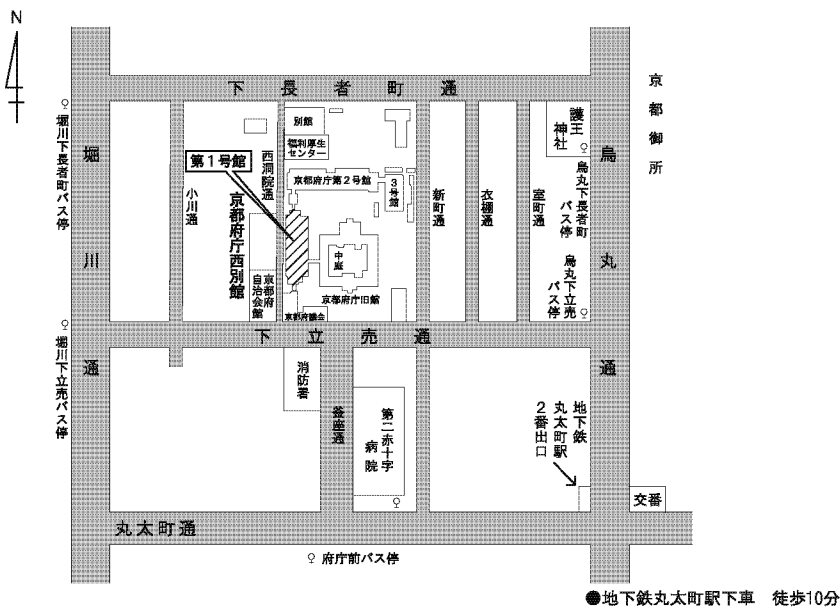 N
下長者町通
京都御所
護王
神社
別館
福利厚生
センター
堀川下長者町バス停
第1号館
西洞院通
京都府庁第2号館
3号館
堀川通
小川通
京都府庁西別館
新町通
衣棚通
室町通
烏丸下長者町
バス停
烏丸通
中庭
烏丸下立売
バス停
京都府
自治会館
京都府庁旧館
京都府議会
下立売通
堀川下立売バス停
消防署
釜座通
第二赤十字
病院
地下鉄
丸太町駅
2番出口
交番
丸太町通
府庁前バス停
●地下鉄丸太町駅下車 徒歩10分